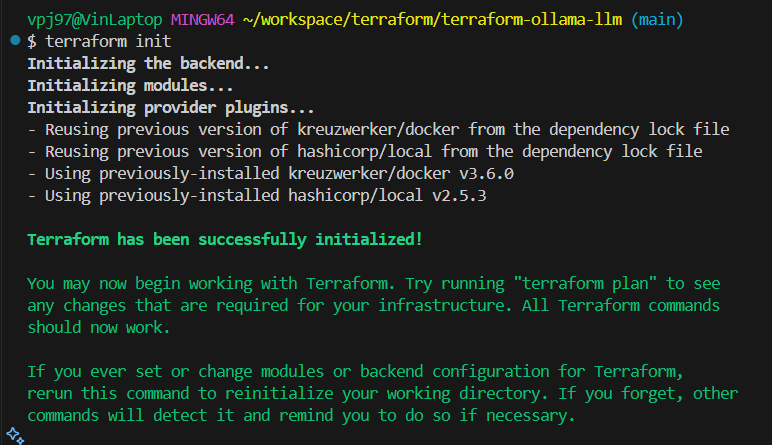 vpj97@VinLaptop MINGW64 ~/workspace/terraform/terraform-ollama-llm (main)
$ terraform init
Initializing the backend...
Initializing modules...
Initializing provider plugins...
- Reusing previous version of kreuzwerker/docker from the dependency lock file
- Reusing previous version of hashicorp/local from the dependency lock file
- Using previously-installed kreuzwerker/docker v3.6.0
- Using previously-installed hashicorp/local v2.5.3
Terraform has been successfully initialized!
You may now begin working with Terraform. Try running "terraform plan" to see
any changes that are required for your infrastructure. All Terraform commands
should now work.
If you ever set or change modules or backend configuration for Terraform,
rerun this command to reinitialize your working directory. If you forget, other
commands will detect it and remind you to do so if necessary.